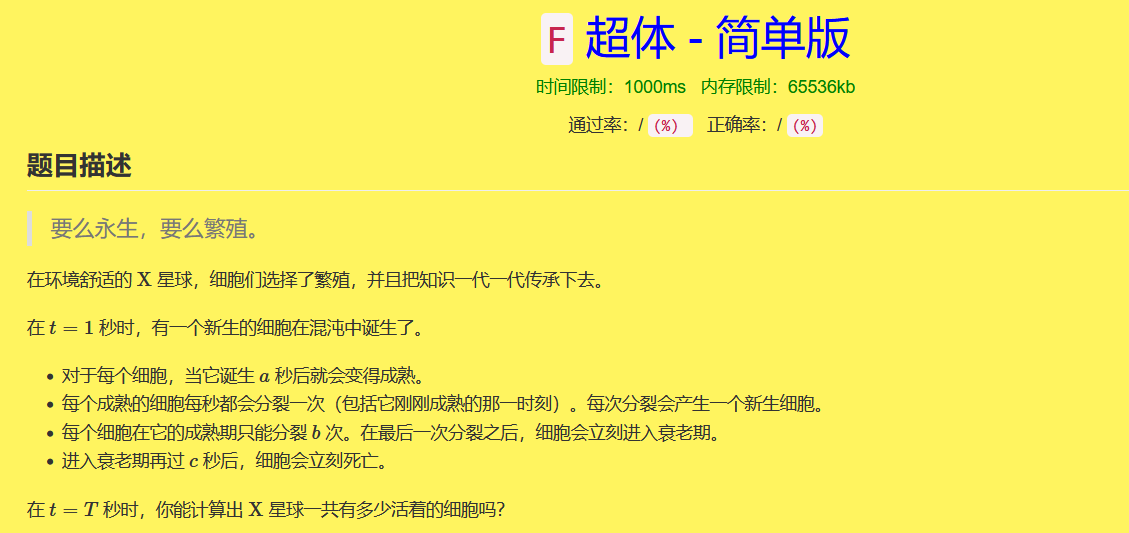 F 超体 - 简单版
时间限制：1000ms 内存限制：65536kb
通过率：/ (%) 正确率：/ (%)
题目描述
要么永生，要么繁殖。
在环境舒适的 X 星球，细胞们选择了繁殖，并且把知识一代一代传承下去。
在 t = 1 秒时，有一个新生的细胞在混沌中诞生了。
• 对于每个细胞，当它诞生 a 秒后就会变得成熟。
• 每个成熟的细胞每秒都会分裂一次（包括它刚刚成熟的那一时刻）。每次分裂会产生一个新生细胞。
• 每个细胞在它的成熟期只能分裂 b 次。在最后一次分裂之后，细胞会立刻进入衰老期。
• 进入衰老期再过 c 秒后，细胞会立刻死亡。
在 t = T 秒时，你能计算出 X 星球一共有多少活着的细胞吗？